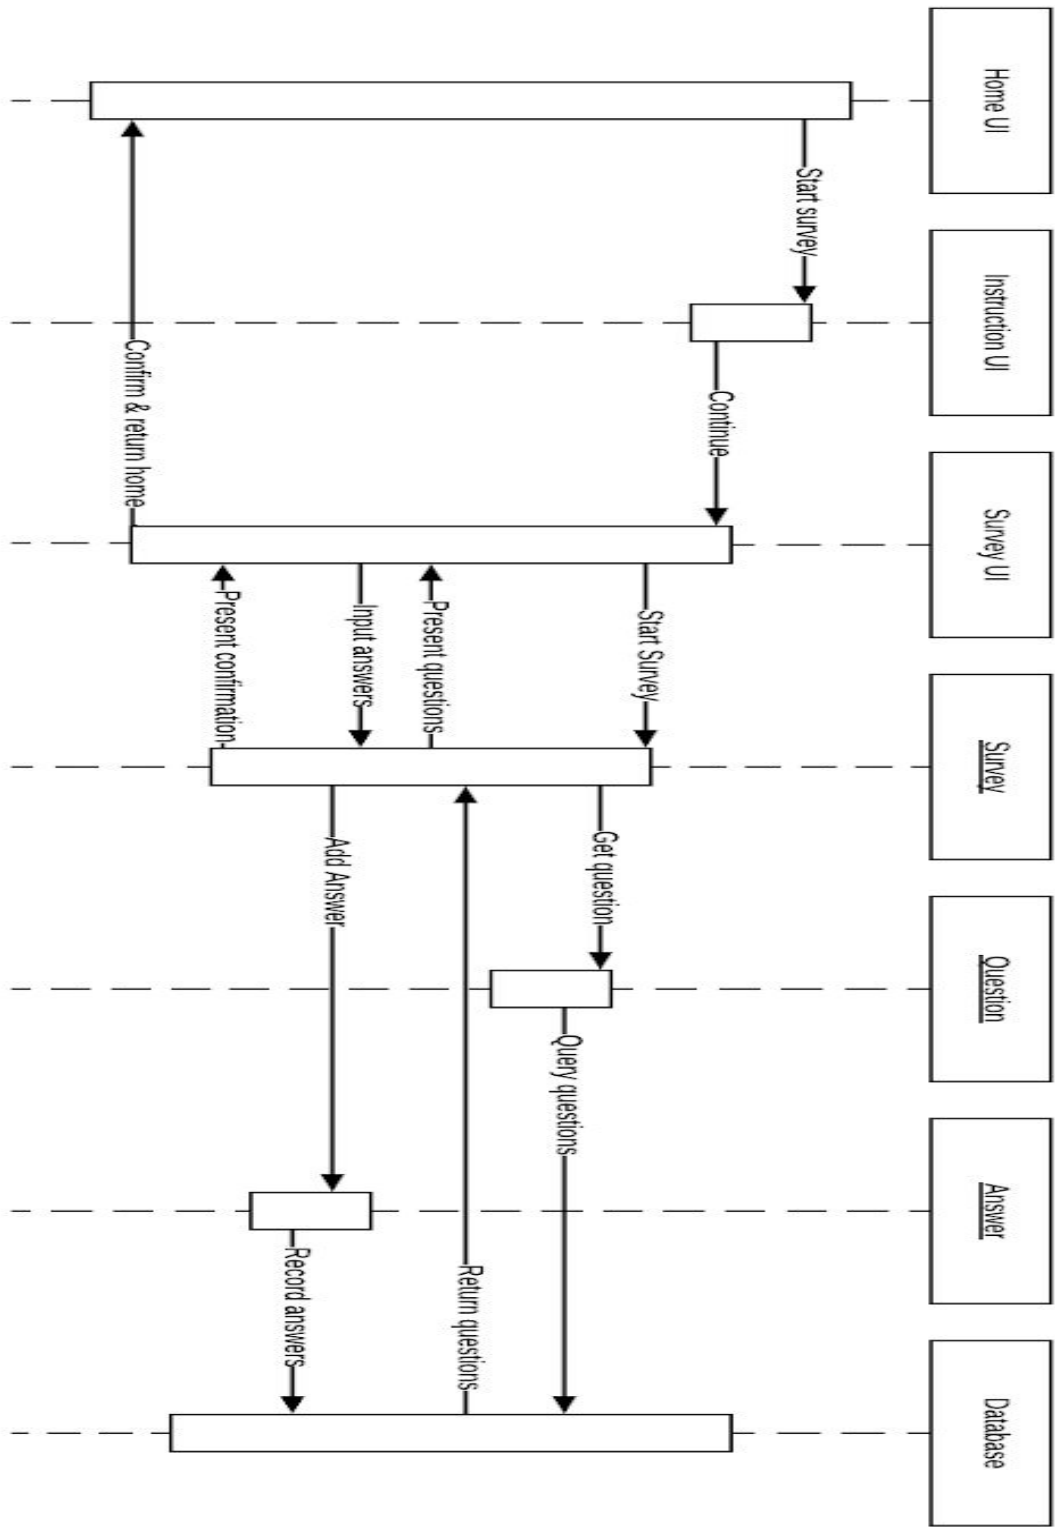 Home UI
Instruction UI
Survey UI
Survey
Question
Answer
Database
Start survey
Continue
Start Survey
Get question
Query questions
Return questions
Present questions
Input answers
Add Answer
Record answers
Present confirmation
Confirm & return home